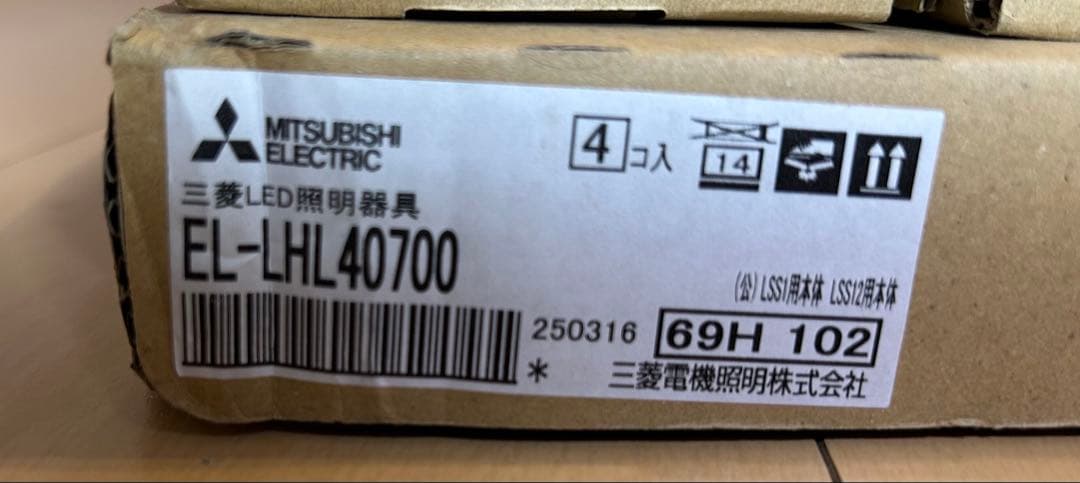 MITSUBISHI
ELECTRIC
4コ入
14
三菱LED照明器具
EL-LHL40700
(公) LSS1用本体 LSS12用本体
250316
69H 102
*
三菱電機照明株式会社